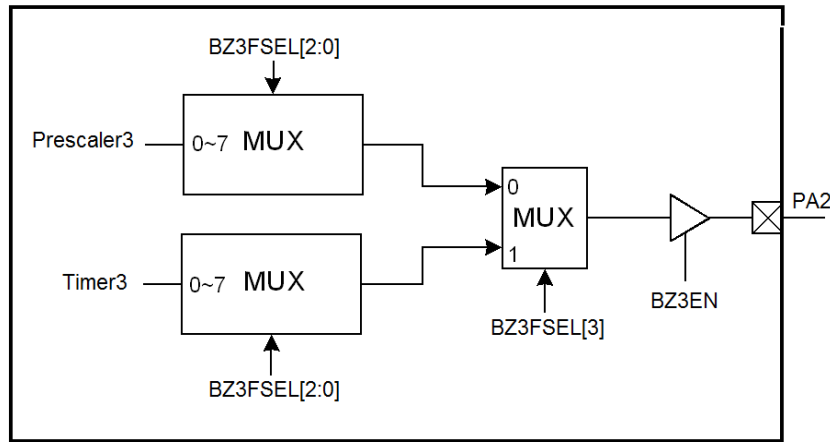 BZ3FSEL[2:0]
Prescaler3
0~7 MUX
0
MUX
1
PA2
Timer3
0~7 MUX
BZ3EN
BZ3FSEL[3]
BZ3FSEL[2:0]